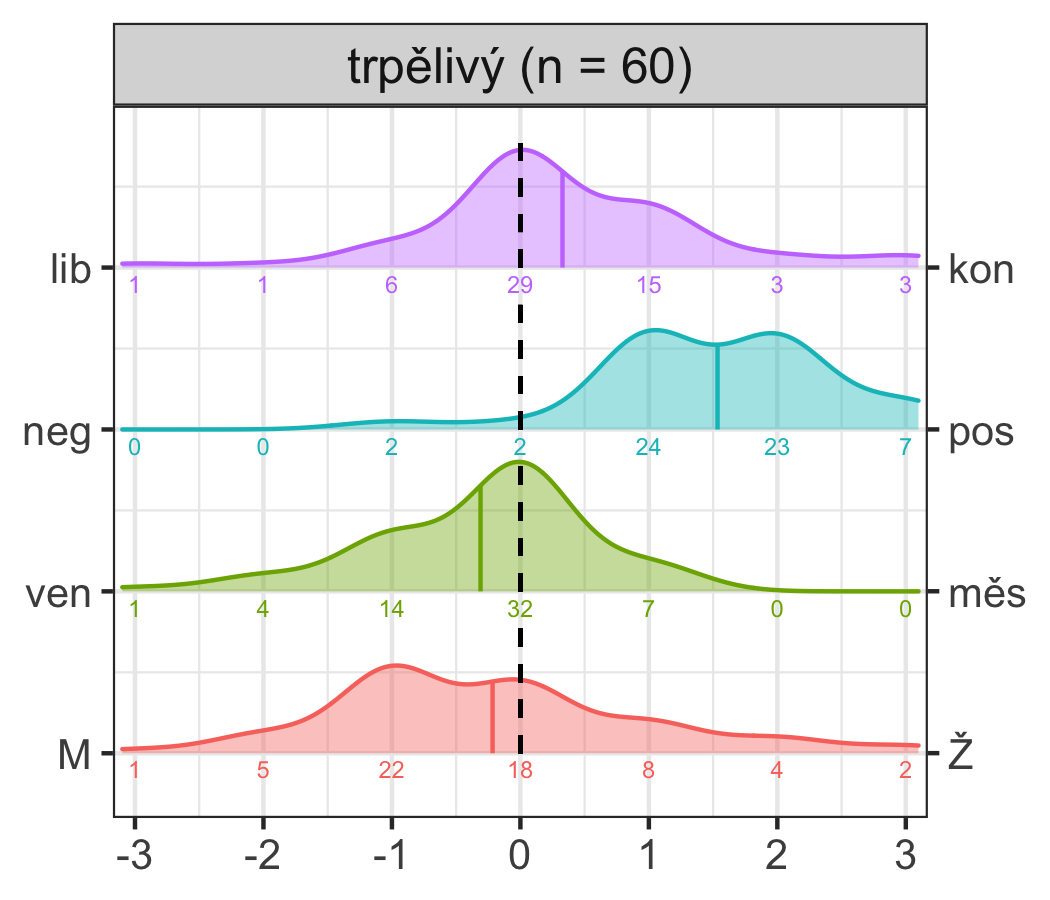 trpělivý (n = 60)
lib kon
1 1 6 29 15 3 3
neg pos
0 0 2 2 24 23 7
ven měs
1 4 14 32 7 0 0
M Ž
1 5 22 18 8 4 2
-3 -2 -1 0 1 2 3